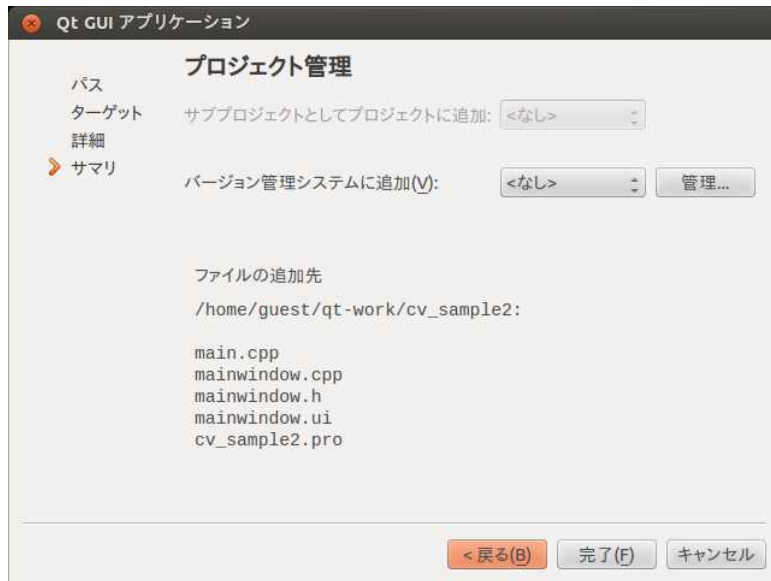 Qt GUI アプリケーション
パス
ターゲット
詳細
サマリ
プロジェクト管理
サブプロジェクトとしてプロジェクトに追加: <なし>
バージョン管理システムに追加(V): <なし> 管理...
ファイルの追加先
/home/guest/qt-work/cv_sample2:
main.cpp
mainwindow.cpp
mainwindow.h
mainwindow.ui
cv_sample2.pro
< 戻る(B) 完了(F) キャンセル